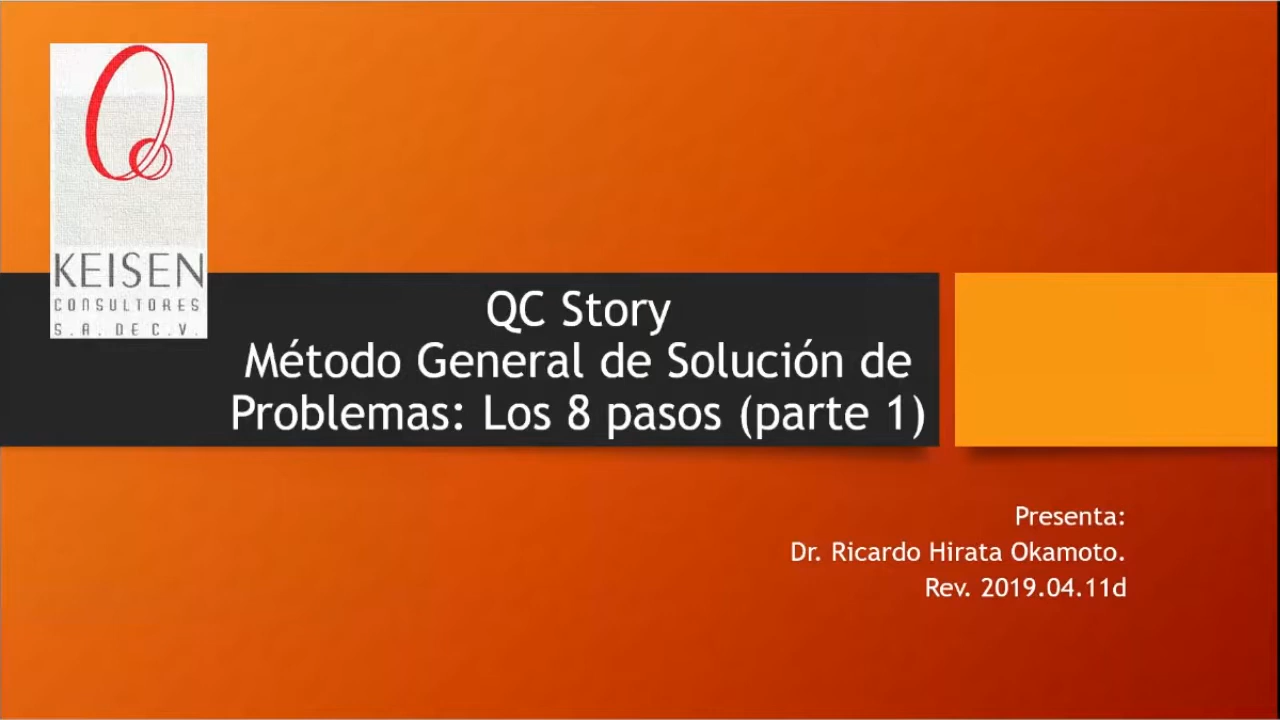 KEISEN
CONSULTORES
S.A. DE C.V.
QC Story
Método General de Solución de
Problemas: Los 8 pasos (parte 1)
Presenta:
Dr. Ricardo Hirata Okamoto.
Rev. 2019.04.11d